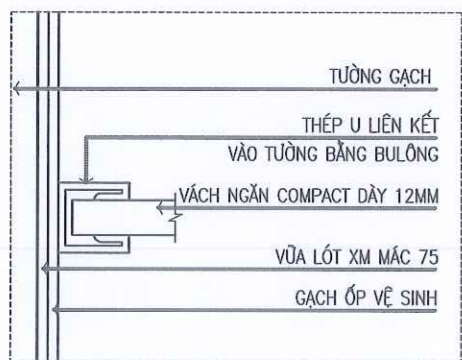 TƯỜNG GẠCH
THÉP U LIÊN KẾT
VÀO TƯỜNG BẰNG BULÔNG
VÁCH NGĂN COMPACT DÀY 12MM
VỮA LÓT XM MÁC 75
GẠCH ỐP VỆ SINH